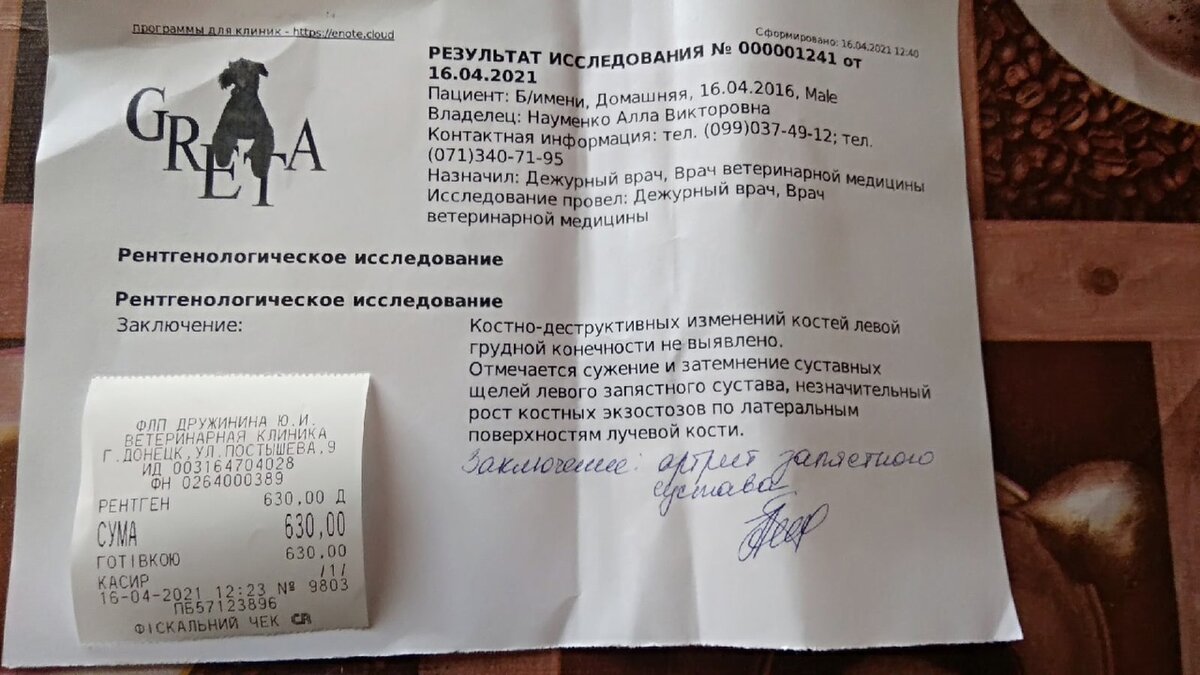 программы для клиник - https://enote.cloud
Сформировано: 16.04.2021 12:40
GRETA
РЕЗУЛЬТАТ ИССЛЕДОВАНИЯ № 000001241 от
16.04.2021
Пациент: Б/имени, Домашняя, 16.04.2016, Male
Владелец: Науменко Алла Викторовна
Контактная информация: тел. (099)037-49-12; тел.
(071)340-71-95
Назначил: Дежурный врач, Врач ветеринарной медицины
Исследование провел: Дежурный врач, Врач
ветеринарной медицины
Рентгенологическое исследование
Рентгенологическое исследование
Заключение:
Костно-деструктивных изменений костей левой
грудной конечности не выявлено.
Отмечается сужение и затемнение суставных
щелей левого запястного сустава, незначительный
рост костных экзостозов по латеральным
поверхностям лучевой кости.
Заключение: артрит запястного
сустава
ФЛП ДРУЖИНИНА Ю.И.
ВЕТЕРИНАРНАЯ КЛИНИКА
Г.ДОНЕЦК,УЛ.ПОСТЫШЕВА,9
ИД 003164704028
ФН 0264000389
РЕНТГЕН 630,00 Д
СУМА 630,00
ГОТІВКОЮ 630,00
КАСИР /1/
16-04-2021 12:23 № 9803
ПБ57123896
ФІСКАЛЬНИЙ ЧЕК